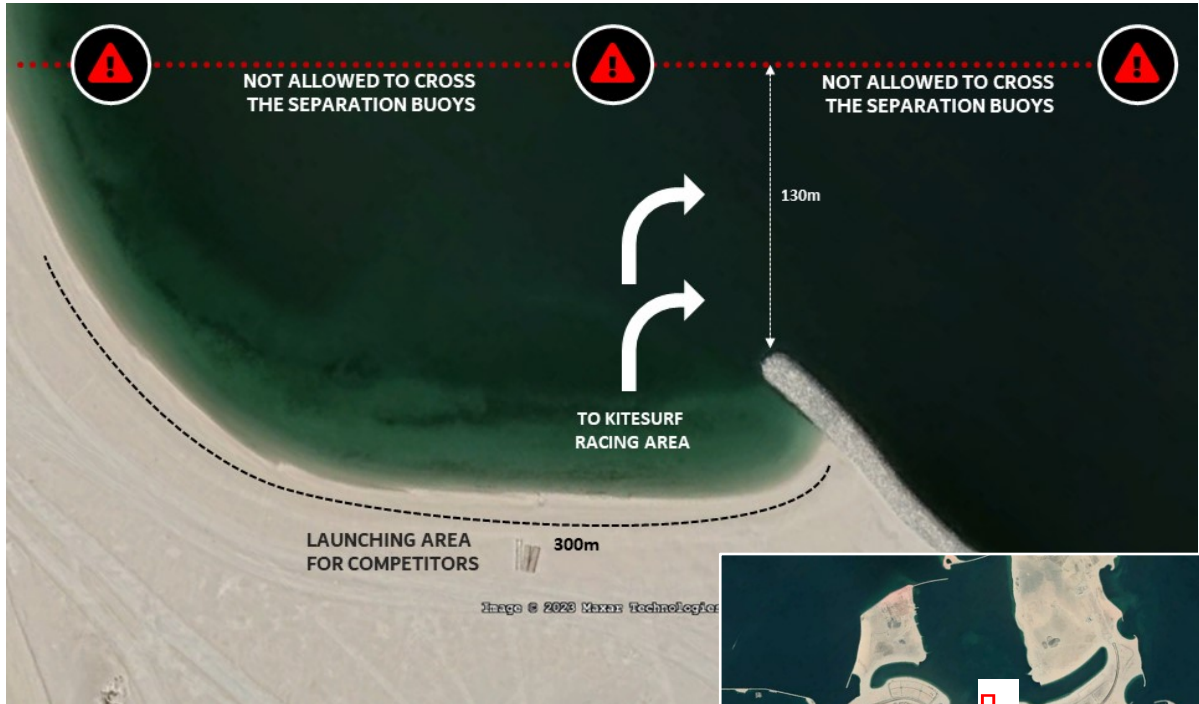 NOT ALLOWED TO CROSS
THE SEPARATION BUOYS
NOT ALLOWED TO CROSS
THE SEPARATION BUOYS
130m
TO KITESURF
RACING AREA
LAUNCHING AREA
FOR COMPETITORS
300m
Image © 2023 Maxar Technologie